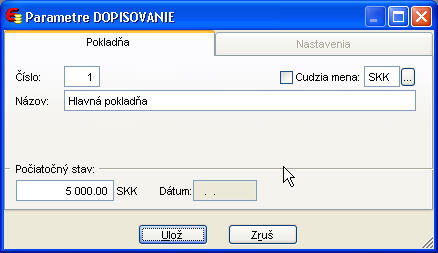 Parametre DOPISOVANIE
Pokladňa Nastavenia
Číslo: 1 Cudzia mena: SKK ...
Názov: Hlavná pokladňa
Počiatočný stav:
5 000.00 SKK Dátum: . .
Ulož Zruš